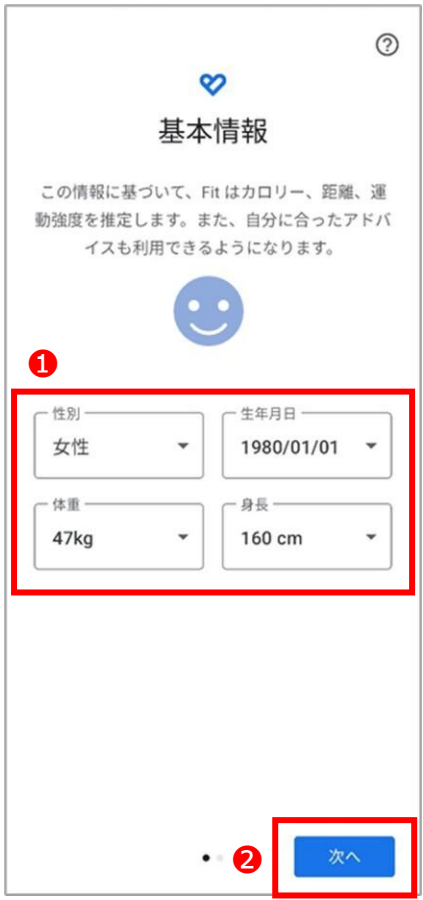 基本情報
この情報に基づいて、Fit はカロリー、距離、運
動強度を推定します。また、自分に合ったアドバ
イスも利用できるようになります。
1
性別
女性
生年月日
1980/01/01
体重
47kg
身長
160 cm
2
次へ